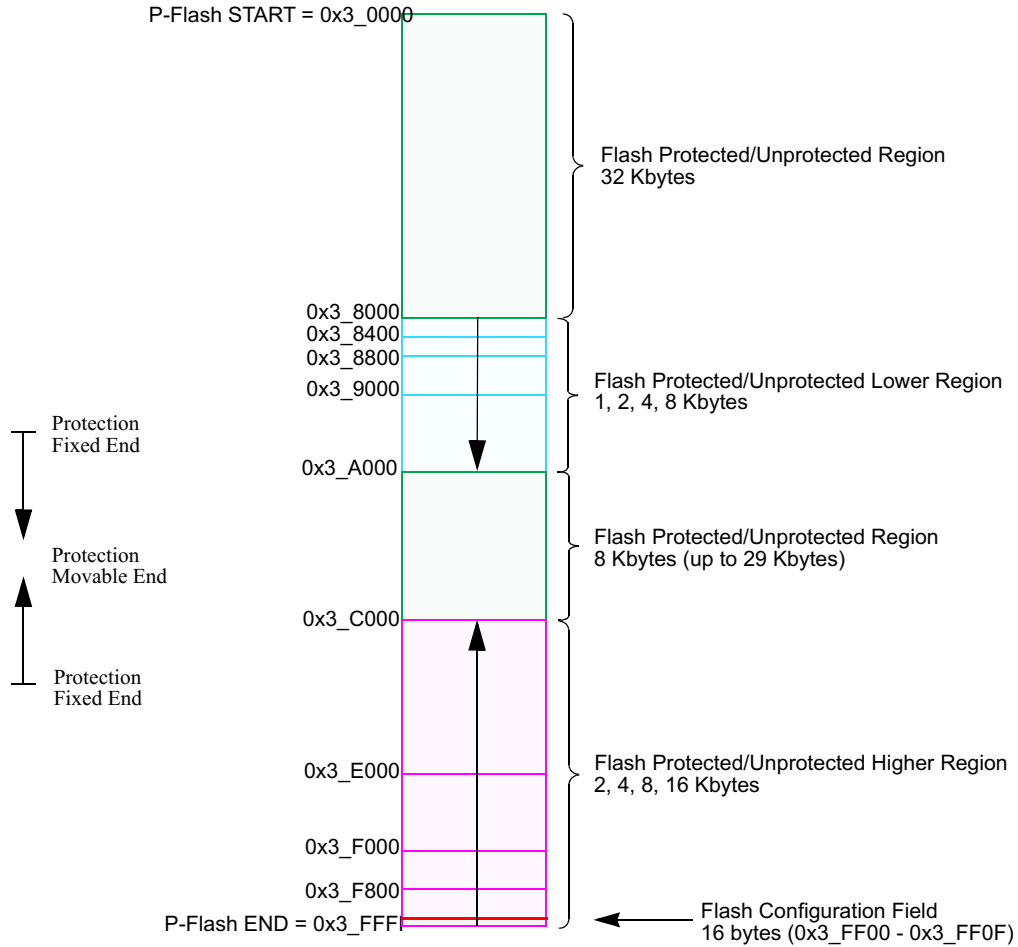 P-Flash START = 0x3_0000
Flash Protected/Unprotected Region
32 Kbytes
0x3_8000
0x3_8400
0x3_8800
0x3_9000
Flash Protected/Unprotected Lower Region
1, 2, 4, 8 Kbytes
Protection
Fixed End
0x3_A000
Protection
Movable End
Flash Protected/Unprotected Region
8 Kbytes (up to 29 Kbytes)
0x3_C000
Protection
Fixed End
0x3_E000
Flash Protected/Unprotected Higher Region
2, 4, 8, 16 Kbytes
0x3_F000
0x3_F800
P-Flash END = 0x3_FFF
Flash Configuration Field
16 bytes (0x3_FF00 - 0x3_FF0F)